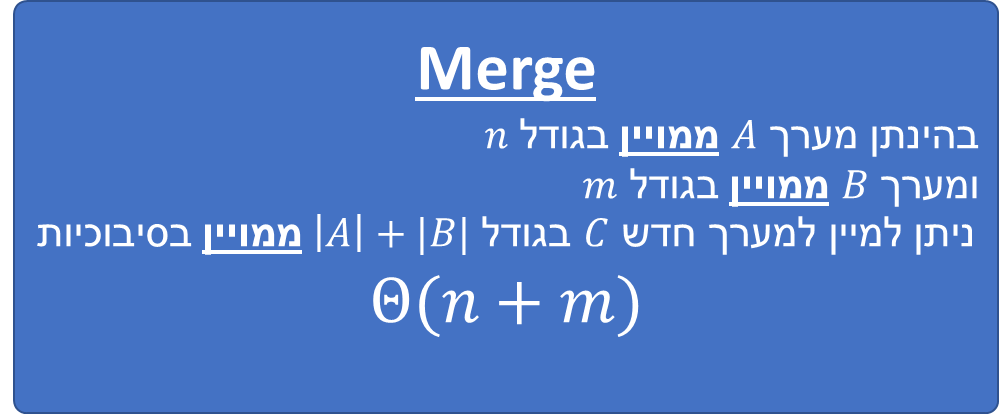 Merge
בהינתן מערך A ממויין בגודל n
ומערך B ממויין בגודל m
ניתן למיין למערך חדש C בגודל |A| + |B| ממויין בסיבוכיות
Θ(n + m)